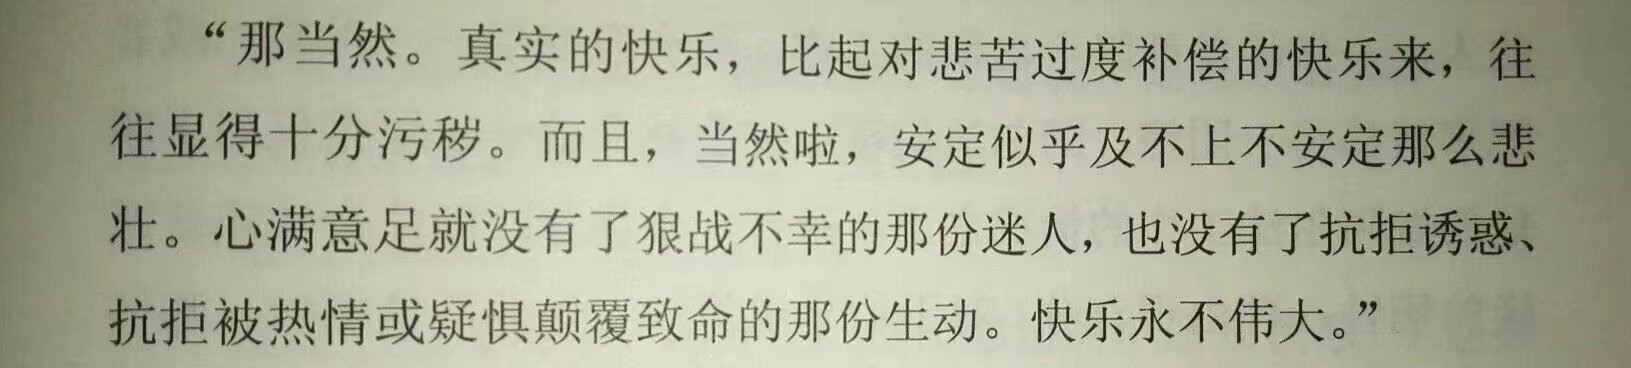 “那当然。真实的快乐，比起对悲苦过度补偿的快乐来，往
往显得十分污秽。而且，当然啦，安定似乎及不上不安定那么悲
壮。心满意足就没有了狠战不幸的那份迷人，也没有了抗拒诱惑、
抗拒被热情或疑惧颠覆致命的那份生动。快乐永不伟大。”